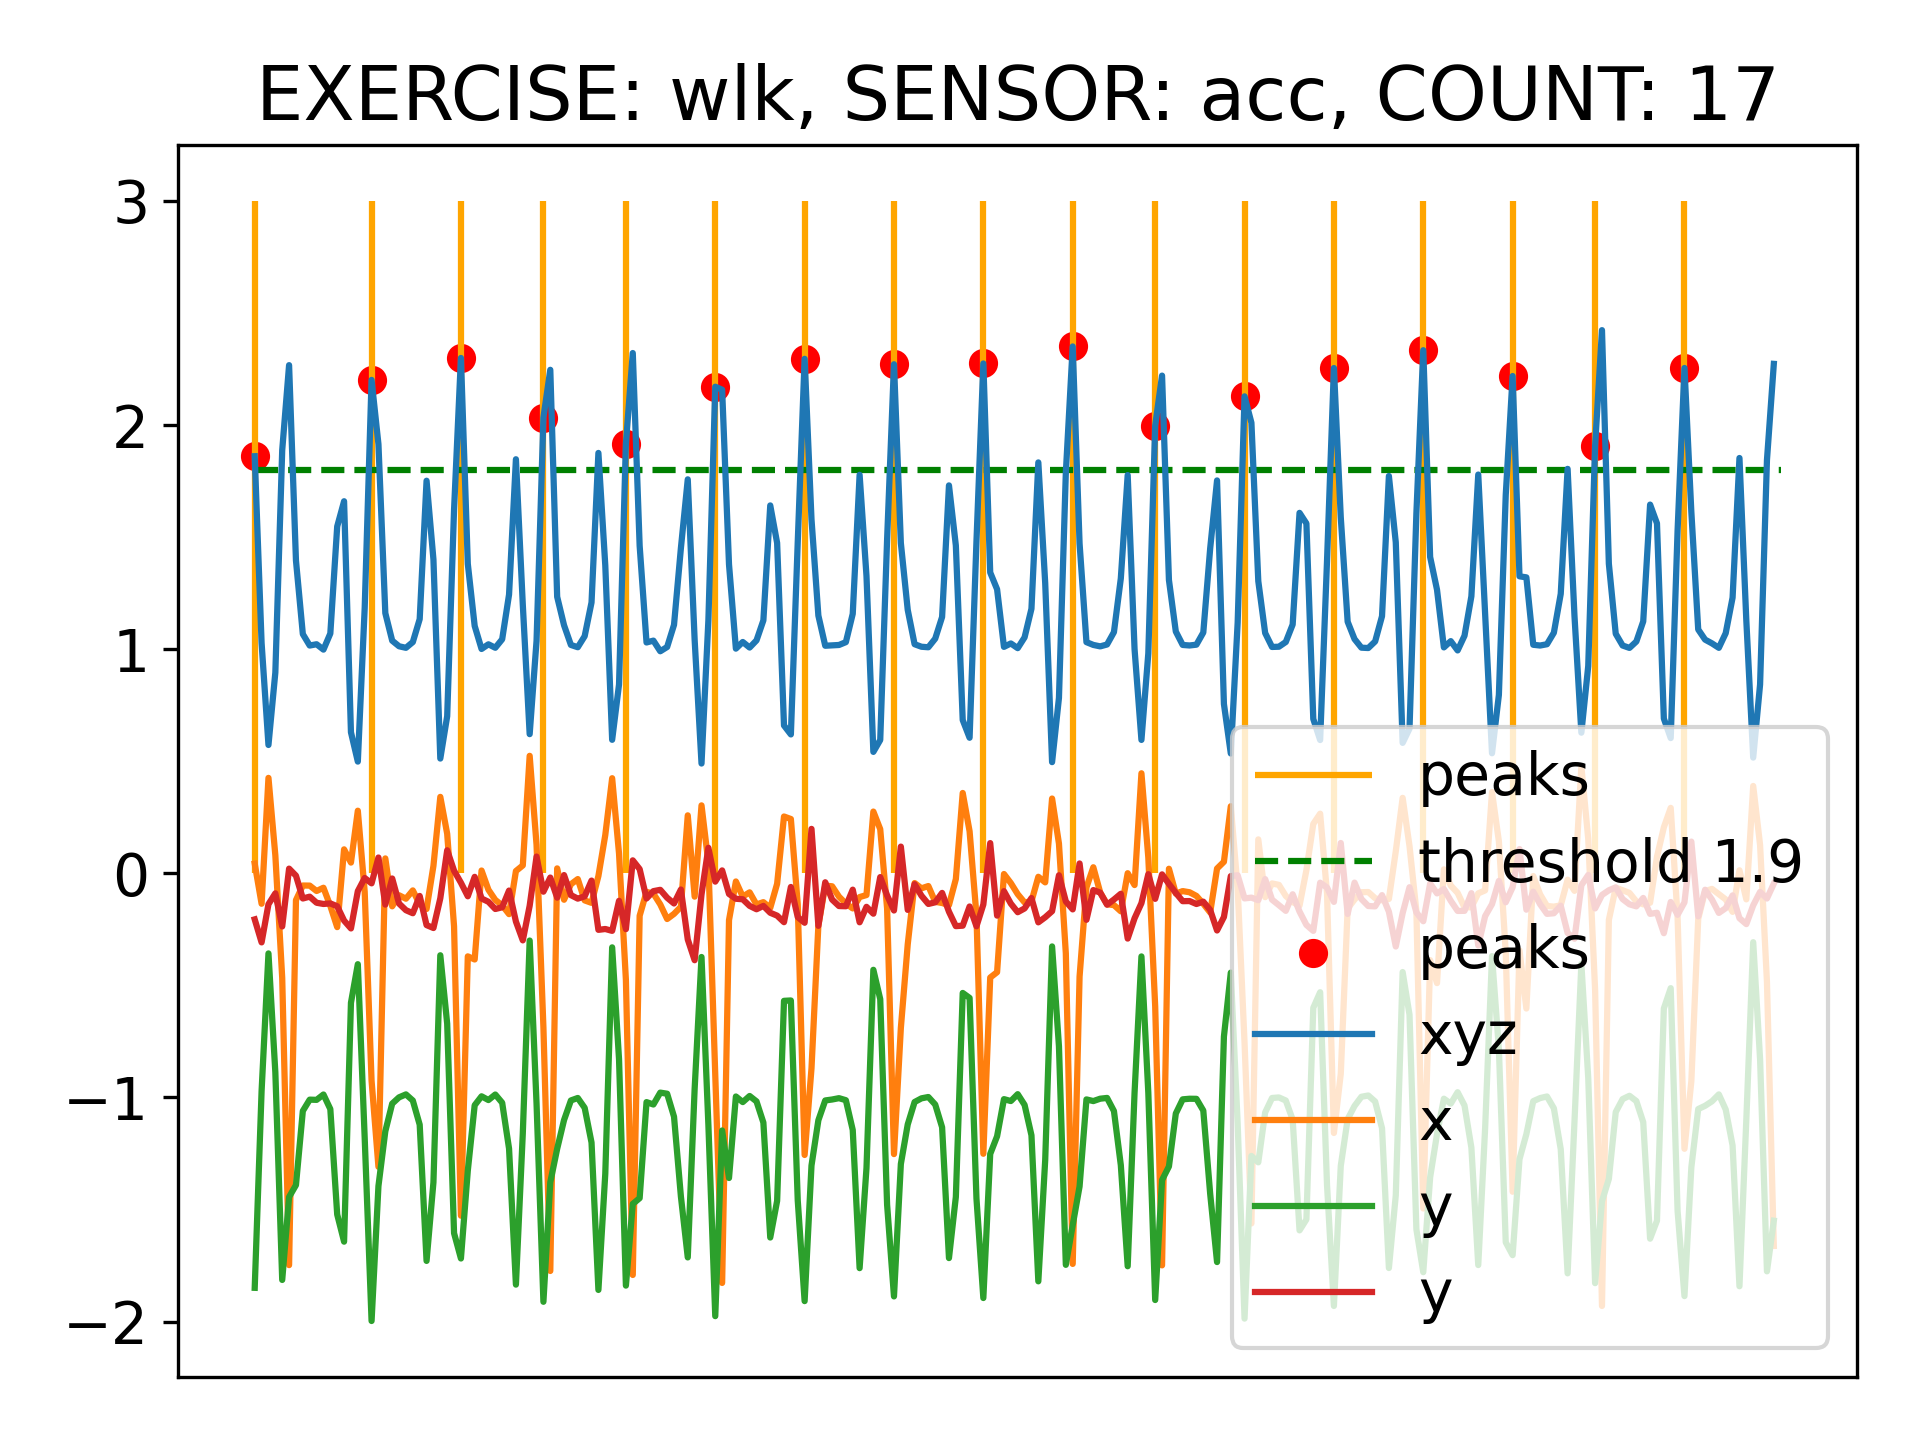 EXERCISE: wlk, SENSOR: acc, COUNT: 17
3
2
1
0
−1
−2
peaks
threshold 1.9
peaks
xyz
x
y
y